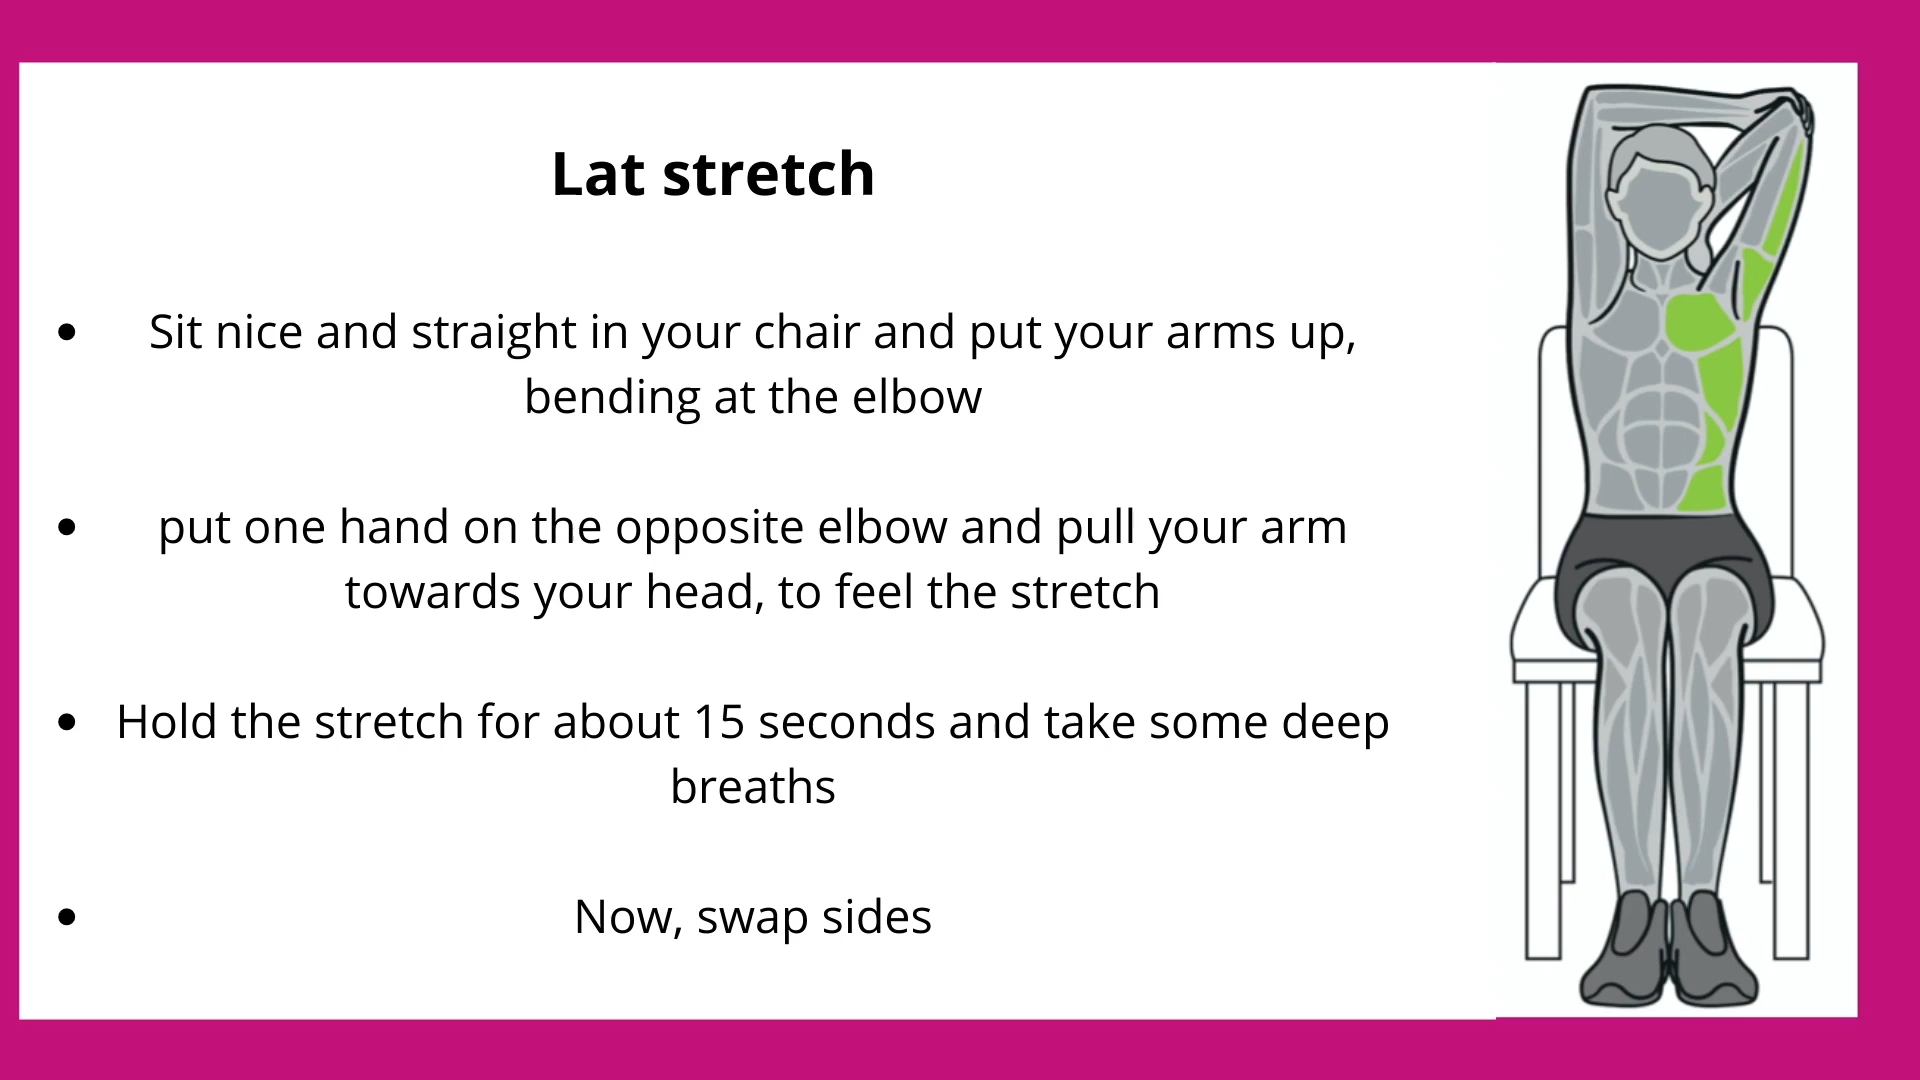 Lat stretch
• Sit nice and straight in your chair and put your arms up,
bending at the elbow
• put one hand on the opposite elbow and pull your arm
towards your head, to feel the stretch
• Hold the stretch for about 15 seconds and take some deep
breaths
• Now, swap sides